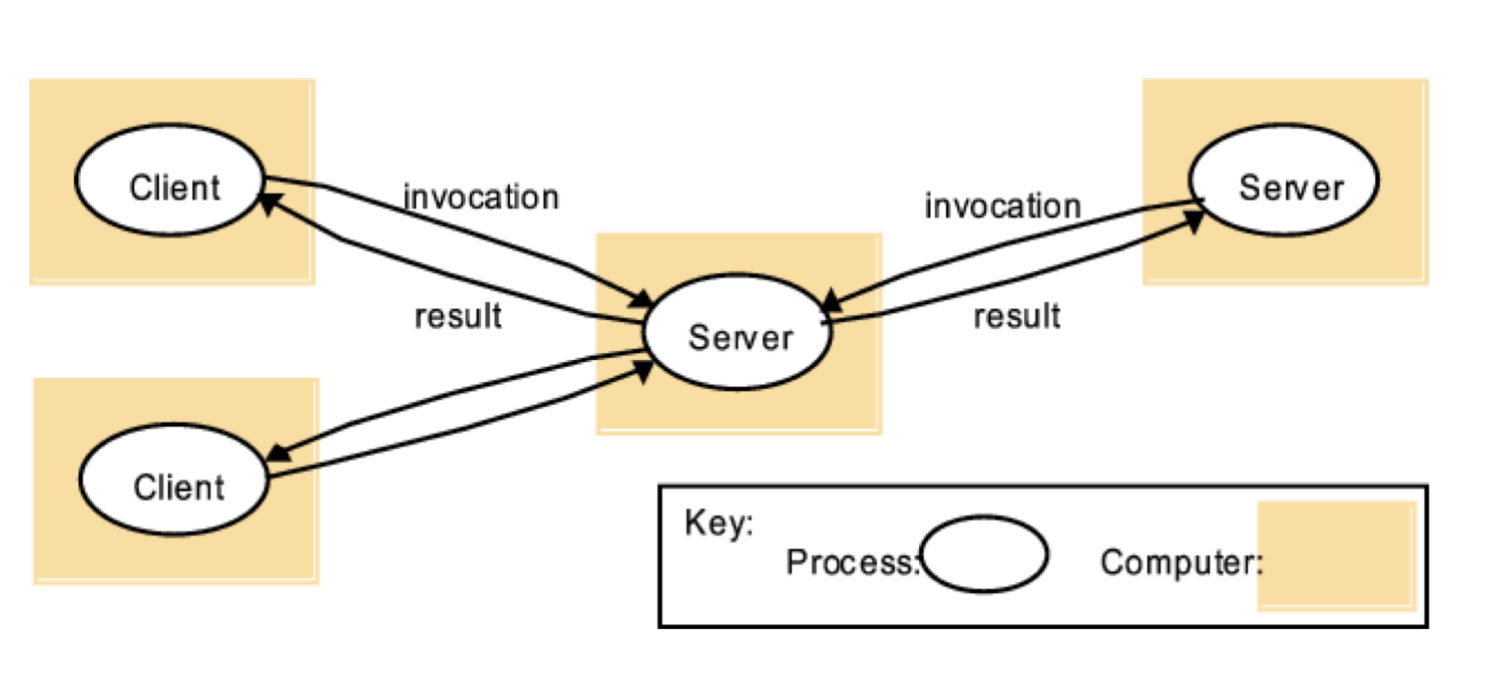 Client
invocation
invocation
Server
result
Server
result
Client
Key:
Process:
Computer: